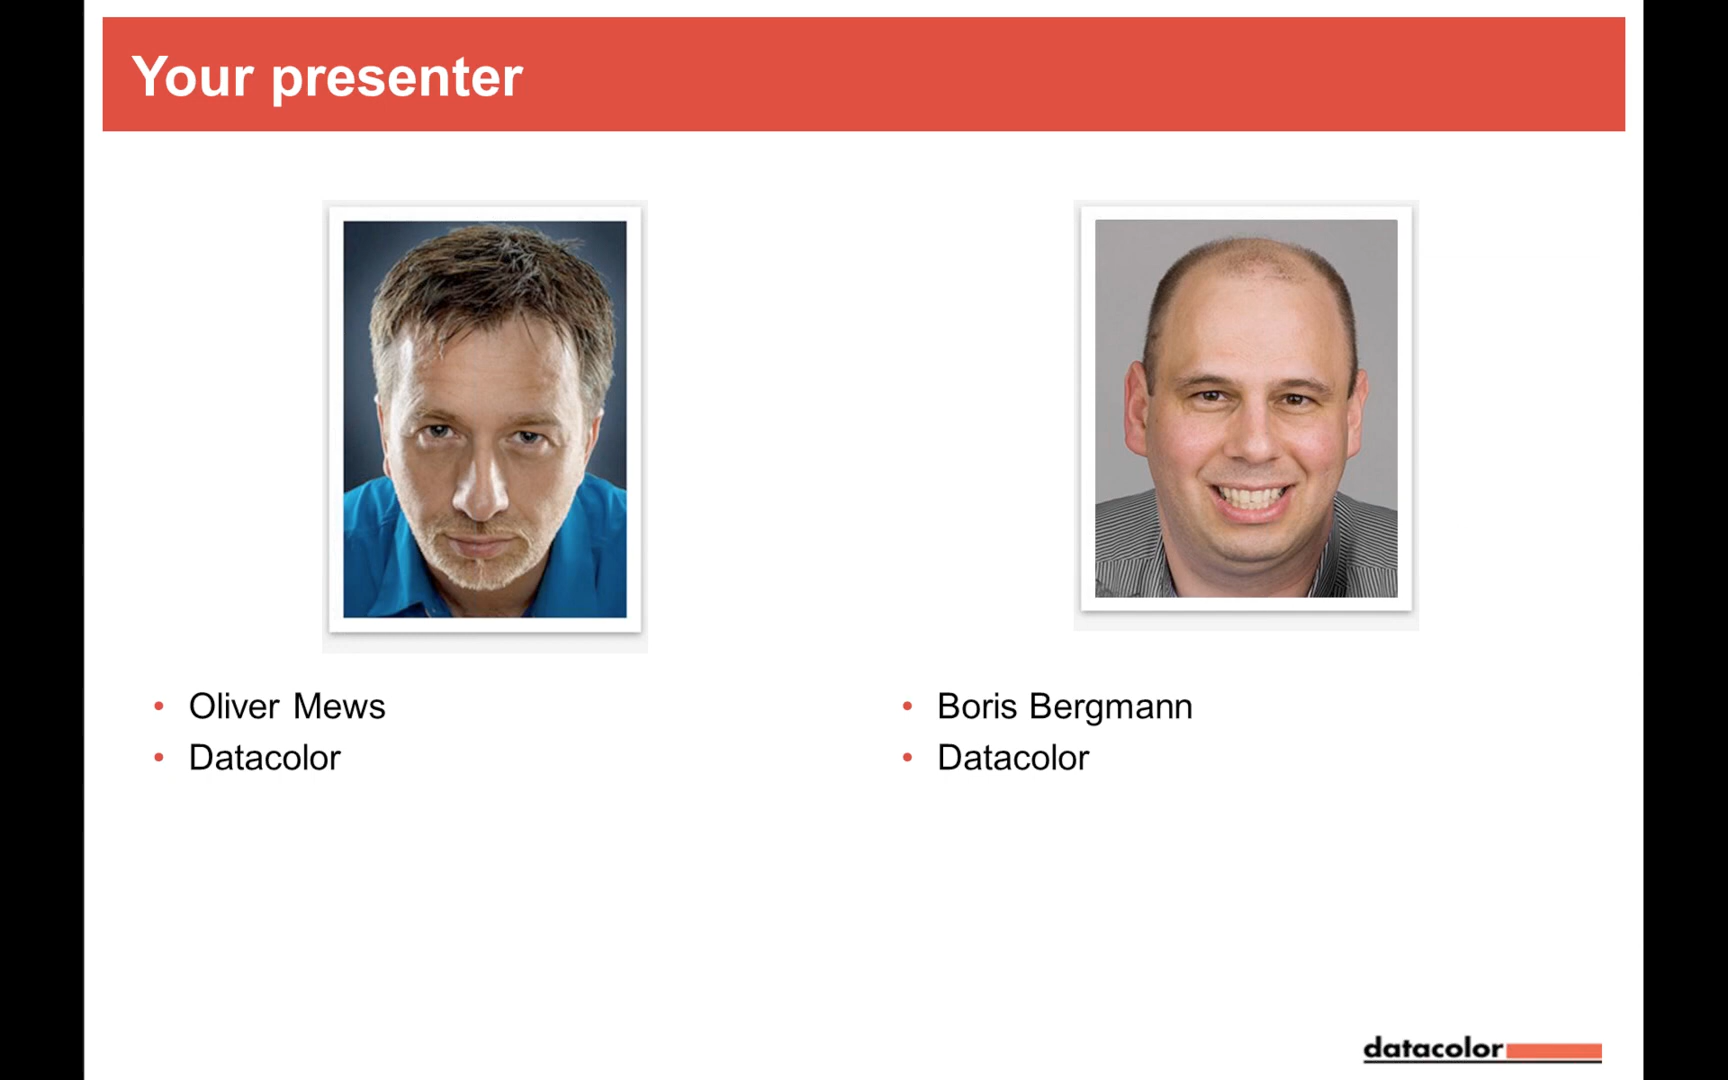 Your presenter
Oliver Mews
Datacolor
Boris Bergmann
Datacolor
datacolor